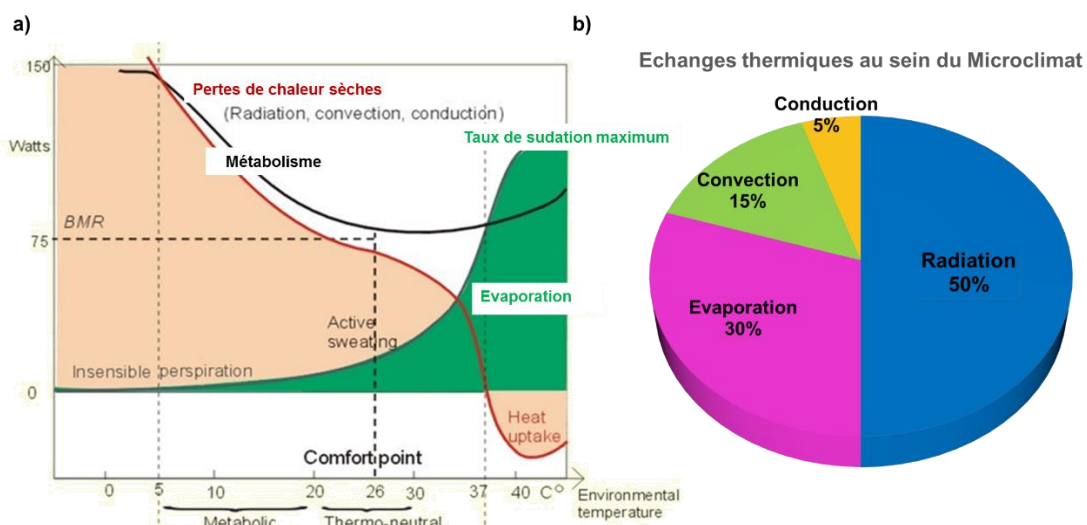 a)
150
Watts
75
0
Pertes de chaleur sèches
(Radiation, convection, conduction)
Métabolisme
Taux de sudation maximum
BMR
Evaporation
Active
sweating
Insensible perspiration
Heat
uptake
Comfort point
0 5 10 20 26 30 37 40 C° Environmental
temperature
Metabolic Thermo-neutral
b)
Echanges thermiques au sein du Microclimat
Conduction
5%
Convection
15%
Radiation
50%
Evaporation
30%